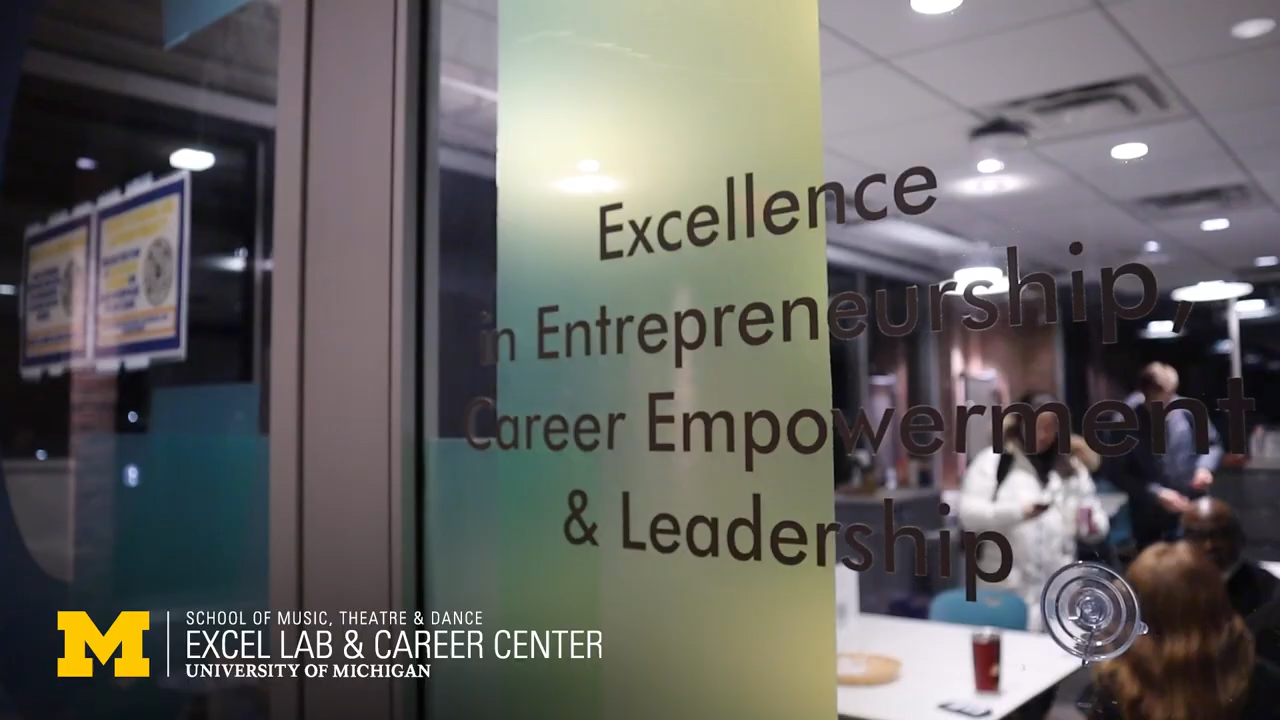 Excellence
in Entrepreneurship,
Career Empowerment
& Leadership
M
SCHOOL OF MUSIC, THEATRE & DANCE
EXCEL LAB & CAREER CENTER
UNIVERSITY OF MICHIGAN